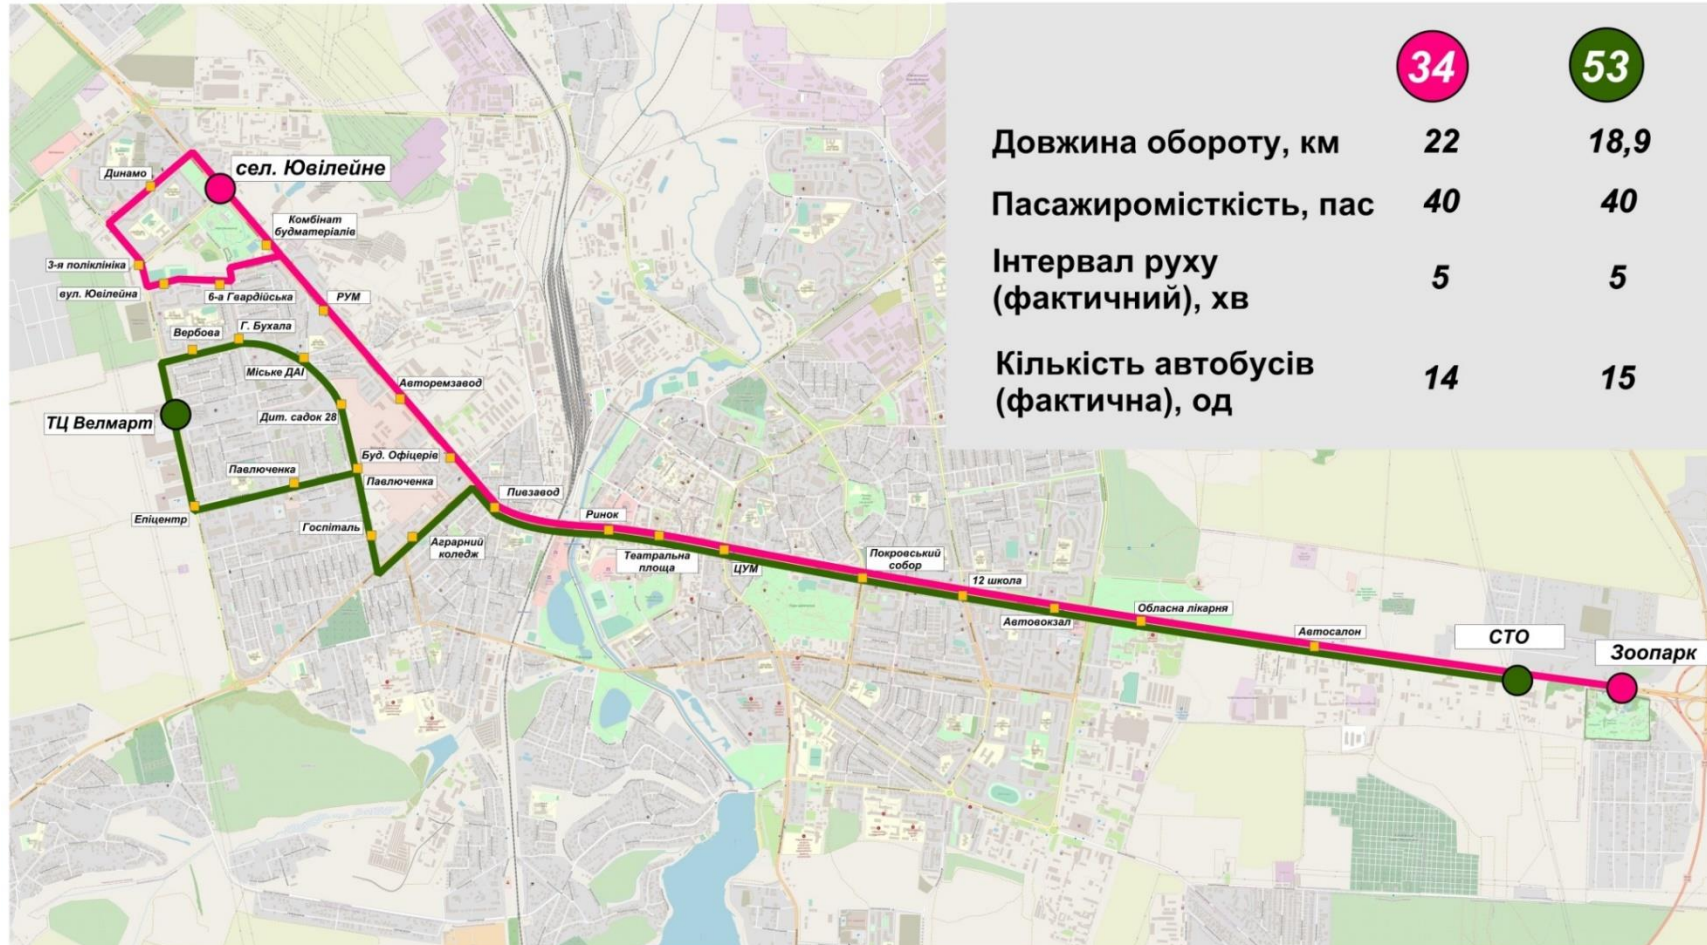 34
53
Довжина обороту, км
22
18,9
Пасажиромісткість, пас
40
40
Інтервал руху
(фактичний), хв
5
5
Кількість автобусів
(фактична), од
14
15
сел. Ювілейне
Динамо
Комбінат
будматеріалів
3-я поліклініка
вул. Ювілейна
6-а Гвардійська
РУМ
Вербова
Г. Бухала
Міське ДАІ
Авторемзавод
ТЦ Велмарт
Дит. садок 28
Буд. Офіцерів
Павлюченка
Павлюченка
Епіцентр
Госпіталь
Аграрний
коледж
Пивзавод
Ринок
Театральна
площа
ЦУМ
Покровський
собор
12 школа
Автовокзал
Обласна лікарня
Автосалон
СТО
Зоопарк